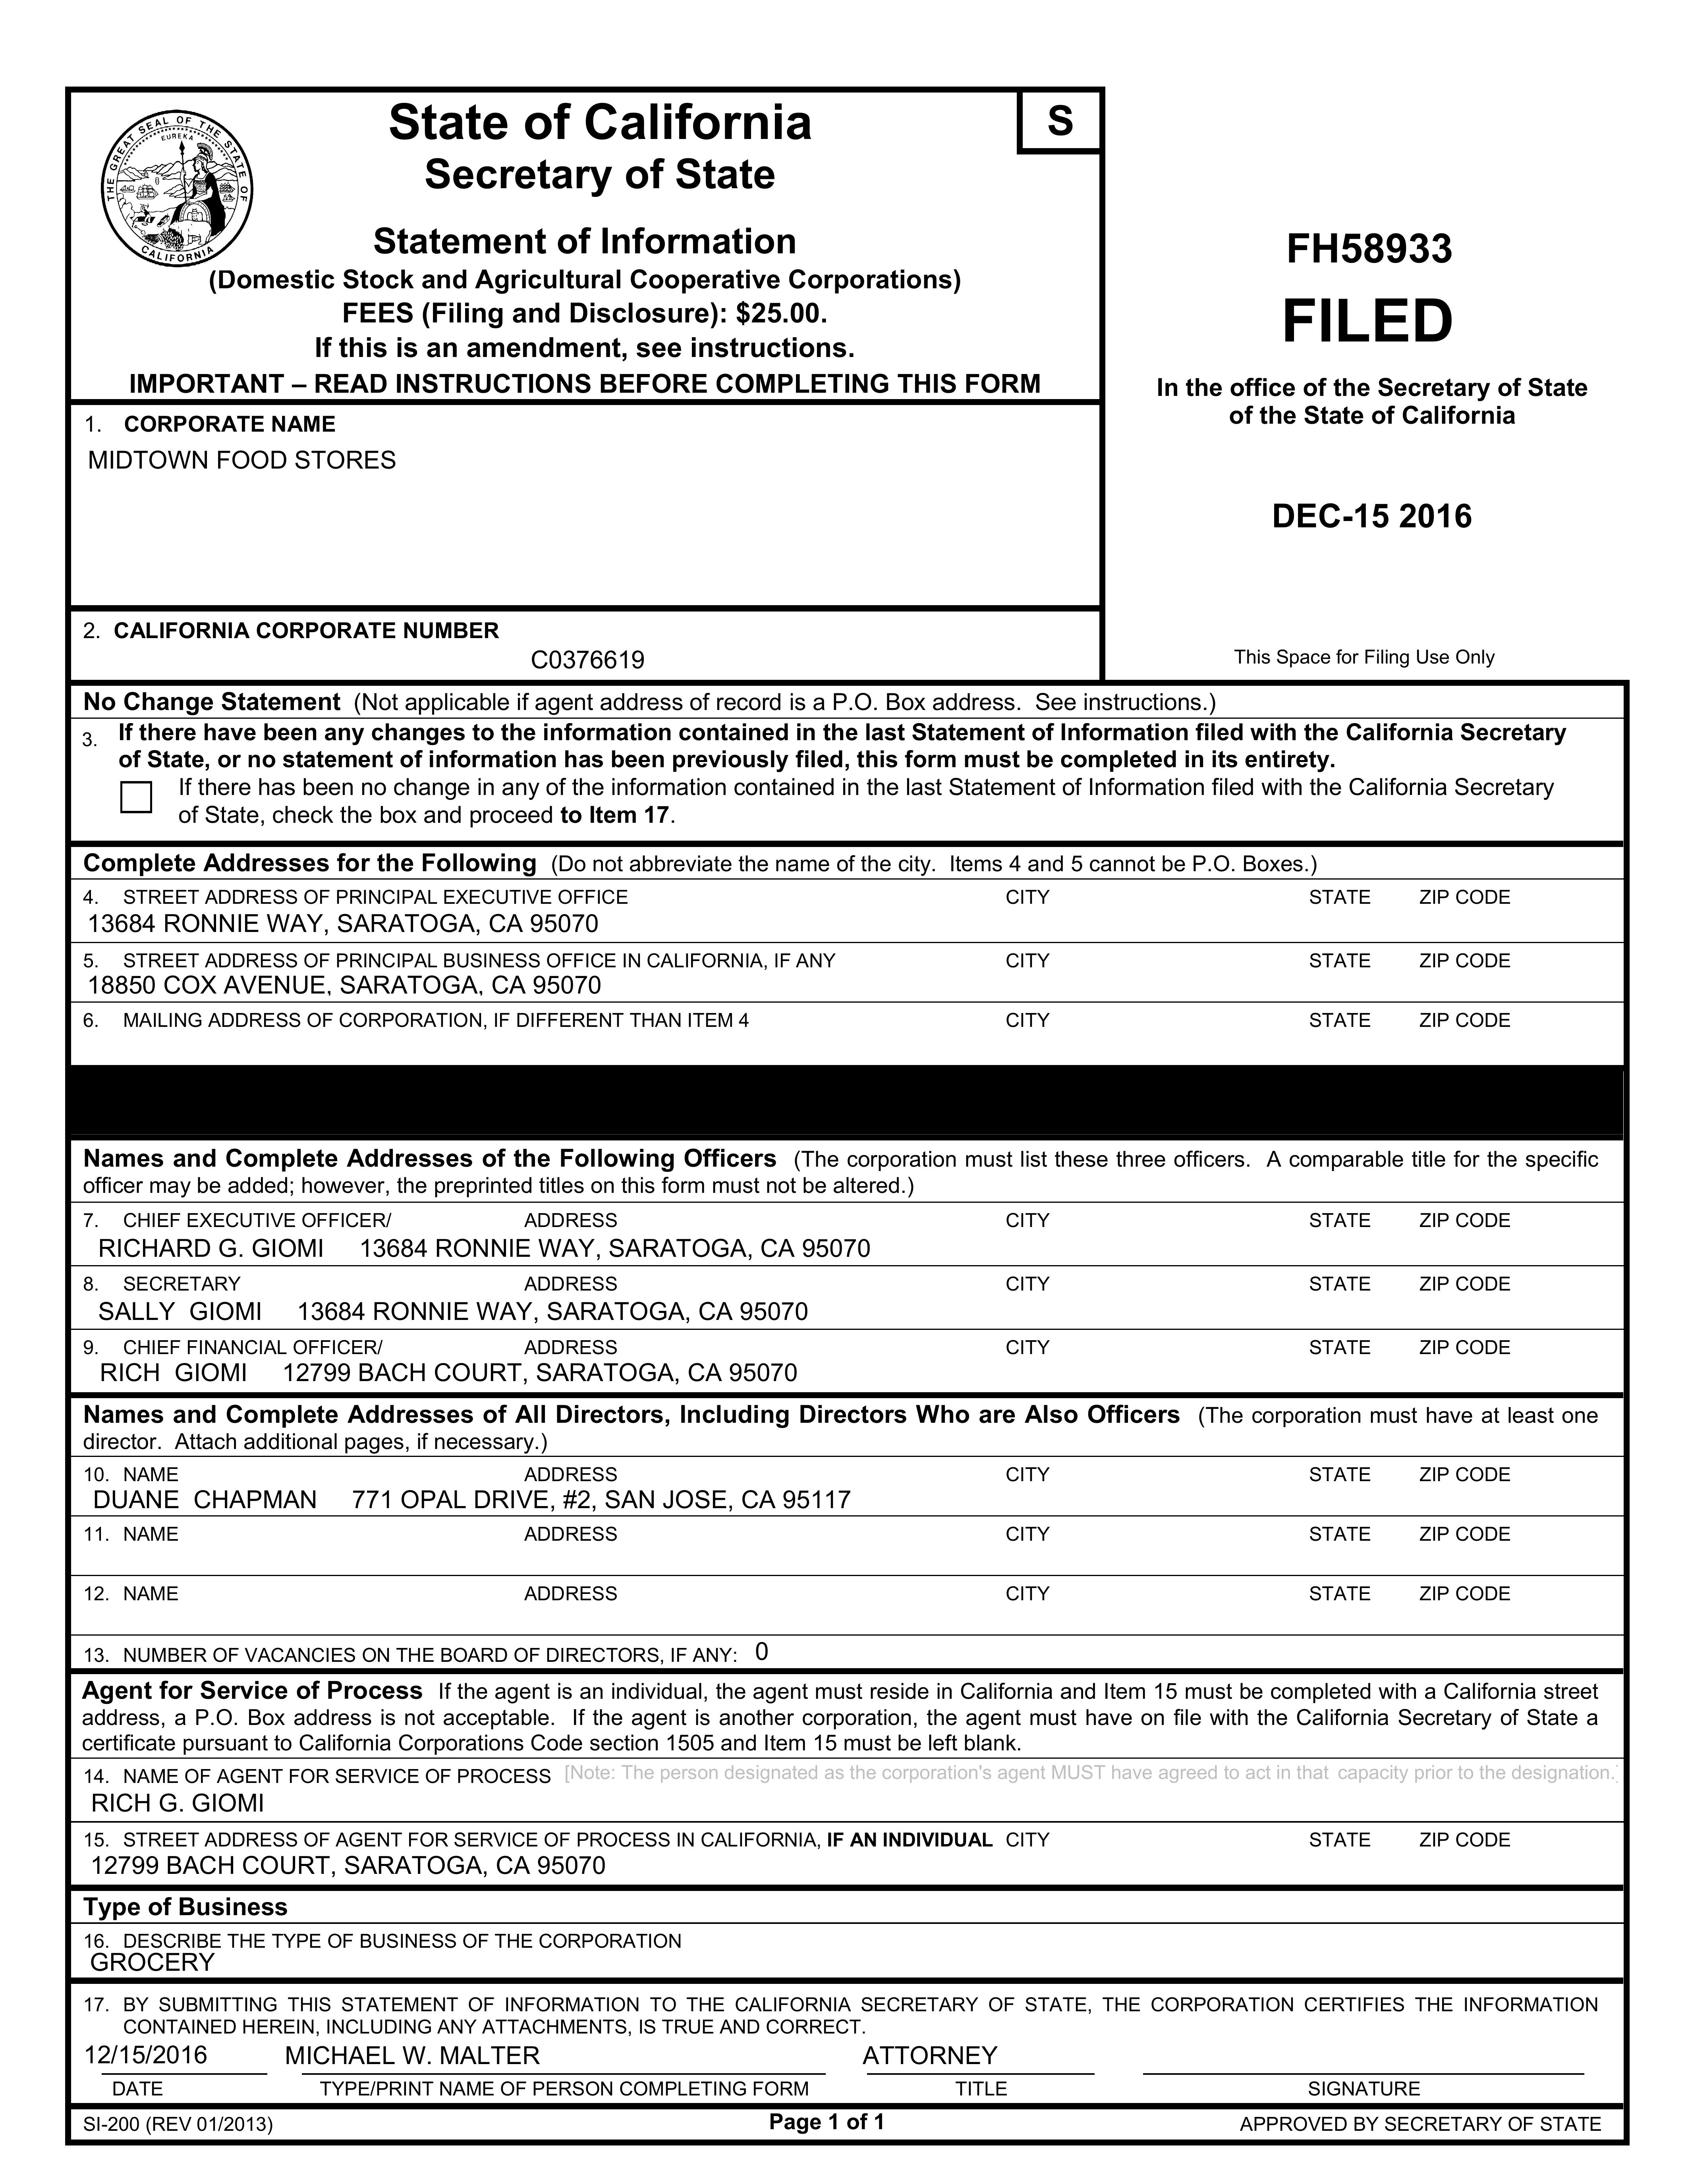 THE GREAT SEAL OF THE STATE OF CALIFORNIA
EUREKA
State of California
Secretary of State
S
Statement of Information
(Domestic Stock and Agricultural Cooperative Corporations)
FEES (Filing and Disclosure): $25.00.
If this is an amendment, see instructions.
IMPORTANT – READ INSTRUCTIONS BEFORE COMPLETING THIS FORM
FH58933
FILED
In the office of the Secretary of State
of the State of California
DEC-15 2016
This Space for Filing Use Only
1. CORPORATE NAME
MIDTOWN FOOD STORES
2. CALIFORNIA CORPORATE NUMBER
C0376619
No Change Statement (Not applicable if agent address of record is a P.O. Box address. See instructions.)
3. If there have been any changes to the information contained in the last Statement of Information filed with the California Secretary
of State, or no statement of information has been previously filed, this form must be completed in its entirety.
If there has been no change in any of the information contained in the last Statement of Information filed with the California Secretary
of State, check the box and proceed to Item 17.
Complete Addresses for the Following (Do not abbreviate the name of the city. Items 4 and 5 cannot be P.O. Boxes.)
4. STREET ADDRESS OF PRINCIPAL EXECUTIVE OFFICE CITY STATE ZIP CODE
13684 RONNIE WAY, SARATOGA, CA 95070
5. STREET ADDRESS OF PRINCIPAL BUSINESS OFFICE IN CALIFORNIA, IF ANY CITY STATE ZIP CODE
18850 COX AVENUE, SARATOGA, CA 95070
6. MAILING ADDRESS OF CORPORATION, IF DIFFERENT THAN ITEM 4 CITY STATE ZIP CODE
Names and Complete Addresses of the Following Officers (The corporation must list these three officers. A comparable title for the specific
officer may be added; however, the preprinted titles on this form must not be altered.)
7. CHIEF EXECUTIVE OFFICER/ ADDRESS CITY STATE ZIP CODE
RICHARD G. GIOMI 13684 RONNIE WAY, SARATOGA, CA 95070
8. SECRETARY ADDRESS CITY STATE ZIP CODE
SALLY GIOMI 13684 RONNIE WAY, SARATOGA, CA 95070
9. CHIEF FINANCIAL OFFICER/ ADDRESS CITY STATE ZIP CODE
RICH GIOMI 12799 BACH COURT, SARATOGA, CA 95070
Names and Complete Addresses of All Directors, Including Directors Who are Also Officers (The corporation must have at least one
director. Attach additional pages, if necessary.)
10. NAME ADDRESS CITY STATE ZIP CODE
DUANE CHAPMAN 771 OPAL DRIVE, #2, SAN JOSE, CA 95117
11. NAME ADDRESS CITY STATE ZIP CODE
12. NAME ADDRESS CITY STATE ZIP CODE
13. NUMBER OF VACANCIES ON THE BOARD OF DIRECTORS, IF ANY: 0
Agent for Service of Process If the agent is an individual, the agent must reside in California and Item 15 must be completed with a California street
address, a P.O. Box address is not acceptable. If the agent is another corporation, the agent must have on file with the California Secretary of State a
certificate pursuant to California Corporations Code section 1505 and Item 15 must be left blank.
14. NAME OF AGENT FOR SERVICE OF PROCESS [Note: The person designated as the corporation's agent MUST have agreed to act in that capacity prior to the designation.]
RICH G. GIOMI
15. STREET ADDRESS OF AGENT FOR SERVICE OF PROCESS IN CALIFORNIA, IF AN INDIVIDUAL CITY STATE ZIP CODE
12799 BACH COURT, SARATOGA, CA 95070
Type of Business
16. DESCRIBE THE TYPE OF BUSINESS OF THE CORPORATION
GROCERY
17. BY SUBMITTING THIS STATEMENT OF INFORMATION TO THE CALIFORNIA SECRETARY OF STATE, THE CORPORATION CERTIFIES THE INFORMATION
CONTAINED HEREIN, INCLUDING ANY ATTACHMENTS, IS TRUE AND CORRECT.
12/15/2016 MICHAEL W. MALTER ATTORNEY
DATE TYPE/PRINT NAME OF PERSON COMPLETING FORM TITLE SIGNATURE
SI-200 (REV 01/2013) Page 1 of 1 APPROVED BY SECRETARY OF STATE